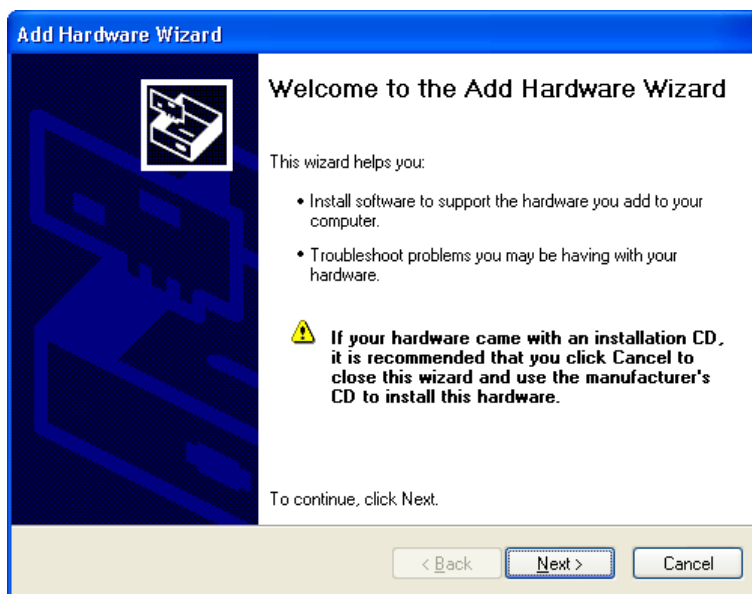 Add Hardware Wizard
Welcome to the Add Hardware Wizard
This wizard helps you:
• Install software to support the hardware you add to your
computer.
• Troubleshoot problems you may be having with your
hardware.
If your hardware came with an installation CD,
it is recommended that you click Cancel to
close this wizard and use the manufacturer's
CD to install this hardware.
To continue, click Next.
< Back Next > Cancel